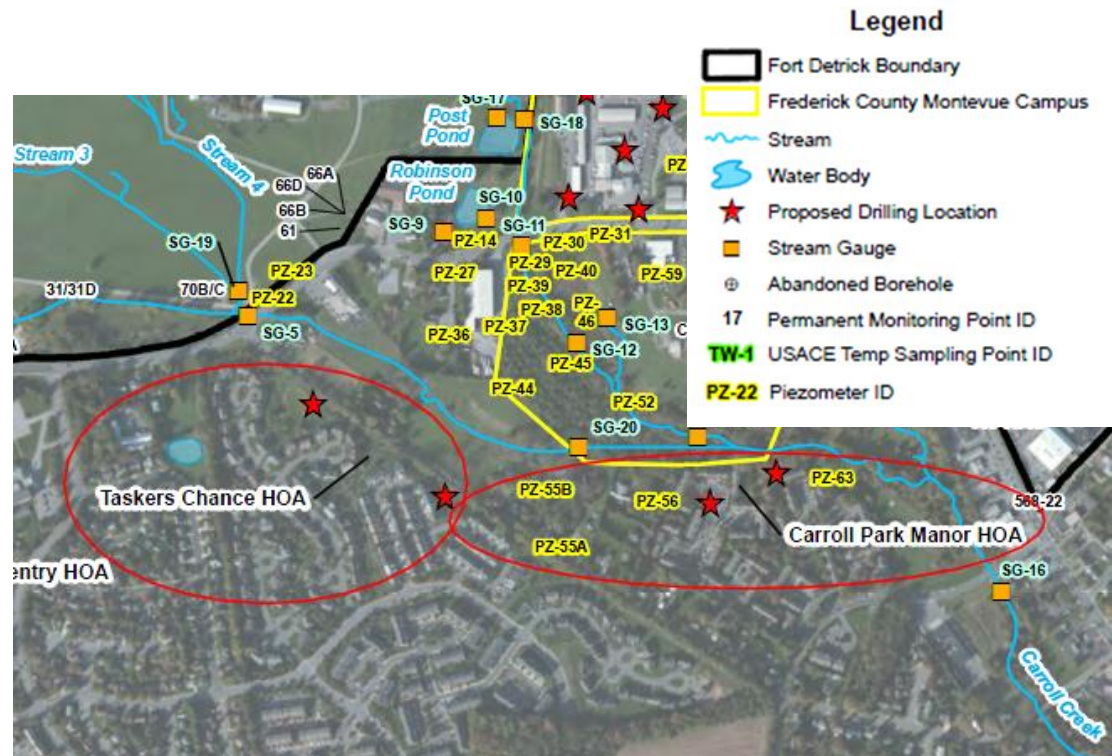 Legend
Fort Detrick Boundary
Frederick County Montevue Campus
Stream
Water Body
Proposed Drilling Location
Stream Gauge
Abandoned Borehole
17 Permanent Monitoring Point ID
TW-1 USACE Temp Sampling Point ID
PZ-22 Piezometer ID
SG-17
Post
Pond
SG-18
Stream 3
Stream 4
66A
66D
66B
61
Robinson
Pond
SG-10
SG-9
SG-11
PZ-14
PZ-30
PZ-31
PZ-29
PZ-27
PZ-40
PZ-59
PZ-39
SG-19
PZ-23
31/31D
70B/C
PZ-22
SG-5
PZ-38
PZ-
46
SG-13
PZ-36
PZ-37
SG-12
PZ-45
PZ-44
PZ-52
SG-20
Taskers Chance HOA
PZ-55B
PZ-56
PZ-63
Carroll Park Manor HOA
PZ-55A
entry HOA
SG-16
Carroll Creek